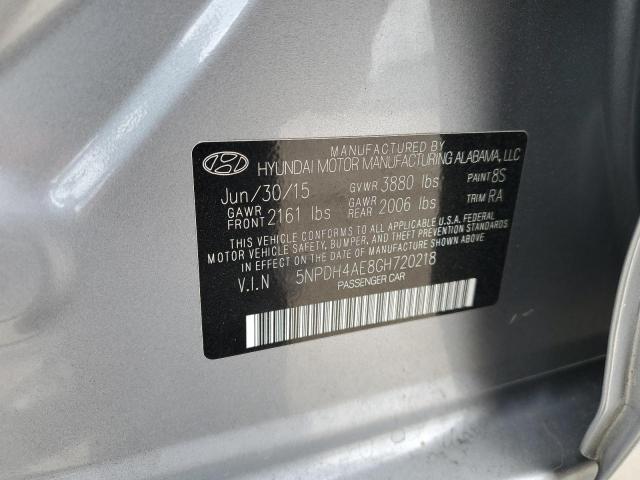 MANUFACTURED BY
HYUNDAI MOTOR MANUFACTURING ALABAMA, LLC
Jun/30/15 GVWR 3880 lbs PAINT 8S
GAWR FRONT 2161 lbs GAWR REAR 2006 lbs TRIM RA
THIS VEHICLE CONFORMS TO ALL APPLICABLE U.S.A. FEDERAL
MOTOR VEHICLE SAFETY, BUMPER, AND THEFT PREVENTION STANDARDS
IN EFFECT ON THE DATE OF MANUFACTURE SHOWN ABOVE.
V.I.N 5NPDH4AE8GH720218
PASSENGER CAR